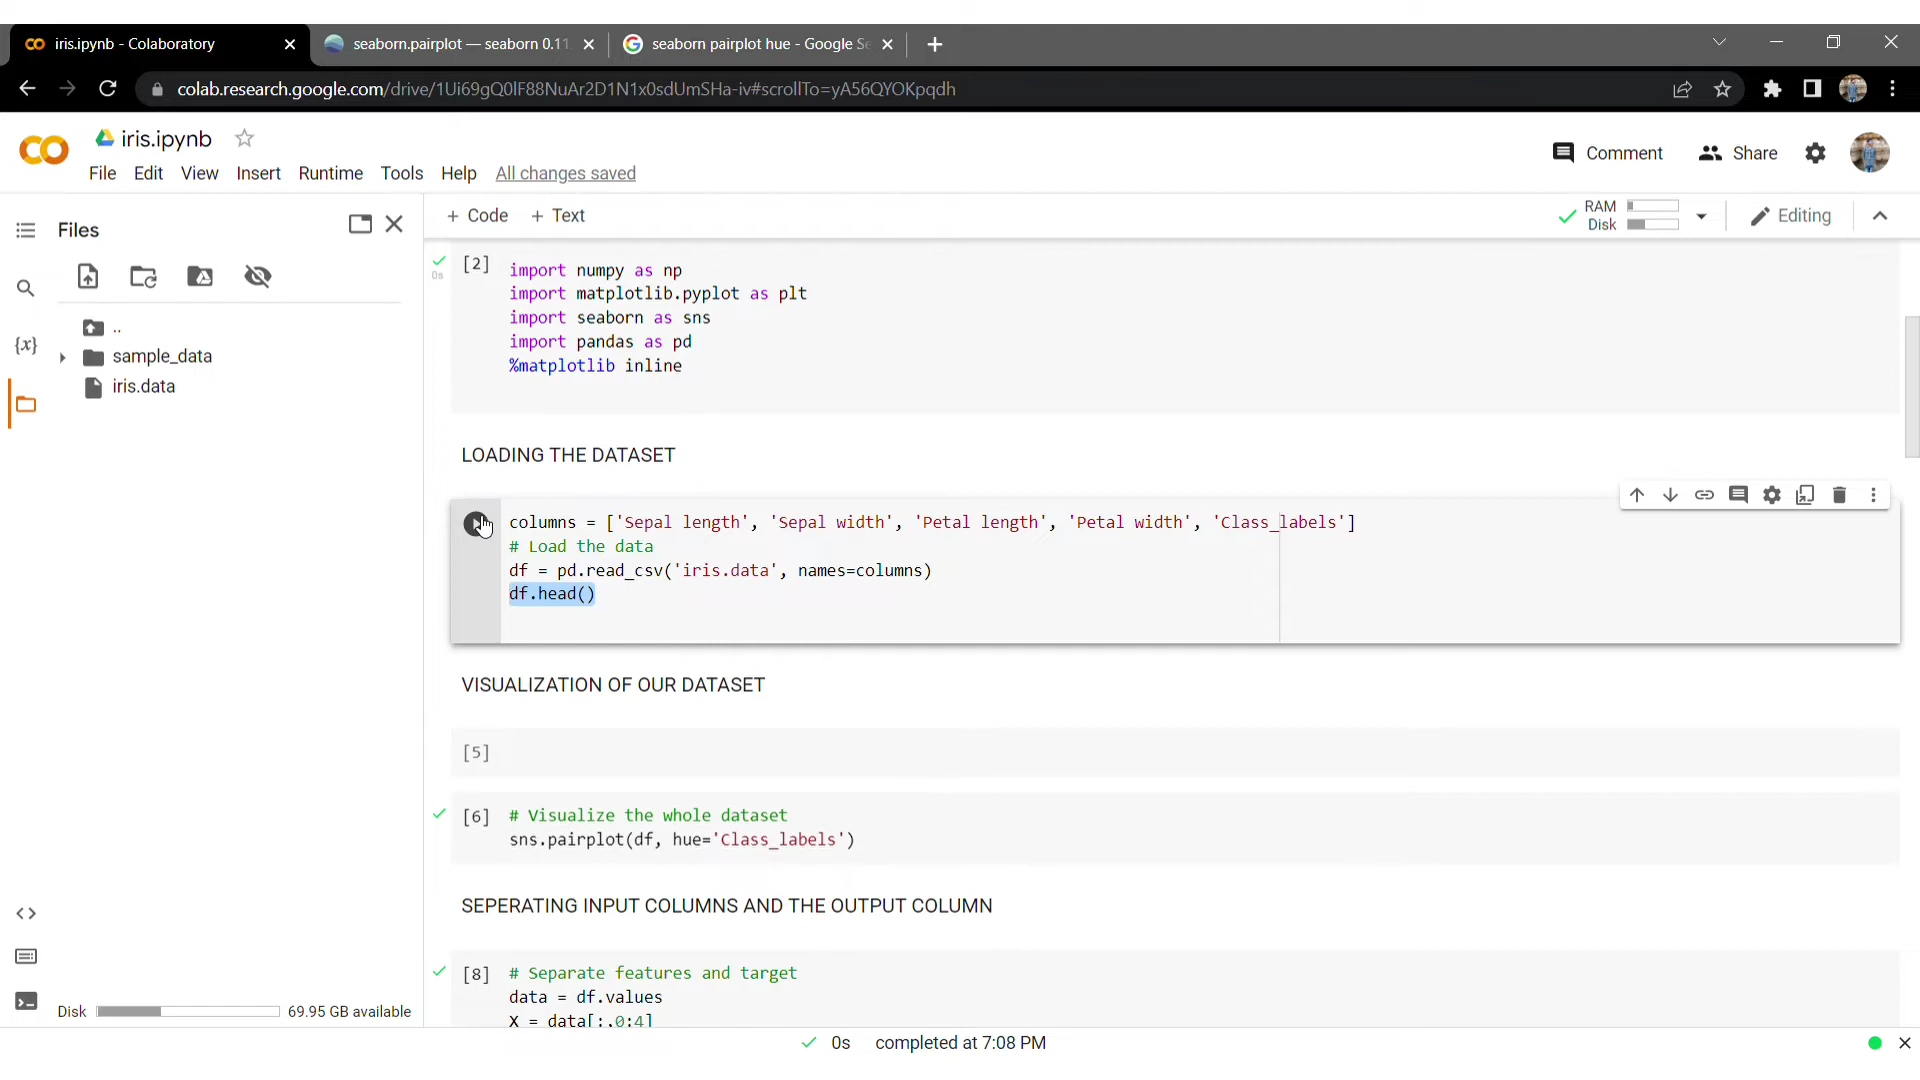 iris.ipynb - Colaboratory
seaborn.pairplot — seaborn 0.11.
seaborn pairplot hue - Google Se
colab.research.google.com/drive/1Ui69gQ0lF88NuAr2D1N1x0sdUmSHa-iv#scrollTo=yA56QYOKpqdh
iris.ipynb
Comment
Share
File Edit View Insert Runtime Tools Help All changes saved
Files
+ Code + Text
RAM
Disk
Editing
..
sample_data
iris.data
{x}
0s
[2]
import numpy as np
import matplotlib.pyplot as plt
import seaborn as sns
import pandas as pd
%matplotlib inline
LOADING THE DATASET
columns = ['Sepal length', 'Sepal width', 'Petal length', 'Petal width', 'Class_labels']
# Load the data
df = pd.read_csv('iris.data', names=columns)
df.head()
VISUALIZATION OF OUR DATASET
[5]
[6] # Visualize the whole dataset
sns.pairplot(df, hue='Class_labels')
SEPERATING INPUT COLUMNS AND THE OUTPUT COLUMN
[8] # Separate features and target
data = df.values
X = data[:,0:4]
Disk 69.95 GB available
0s completed at 7:08 PM